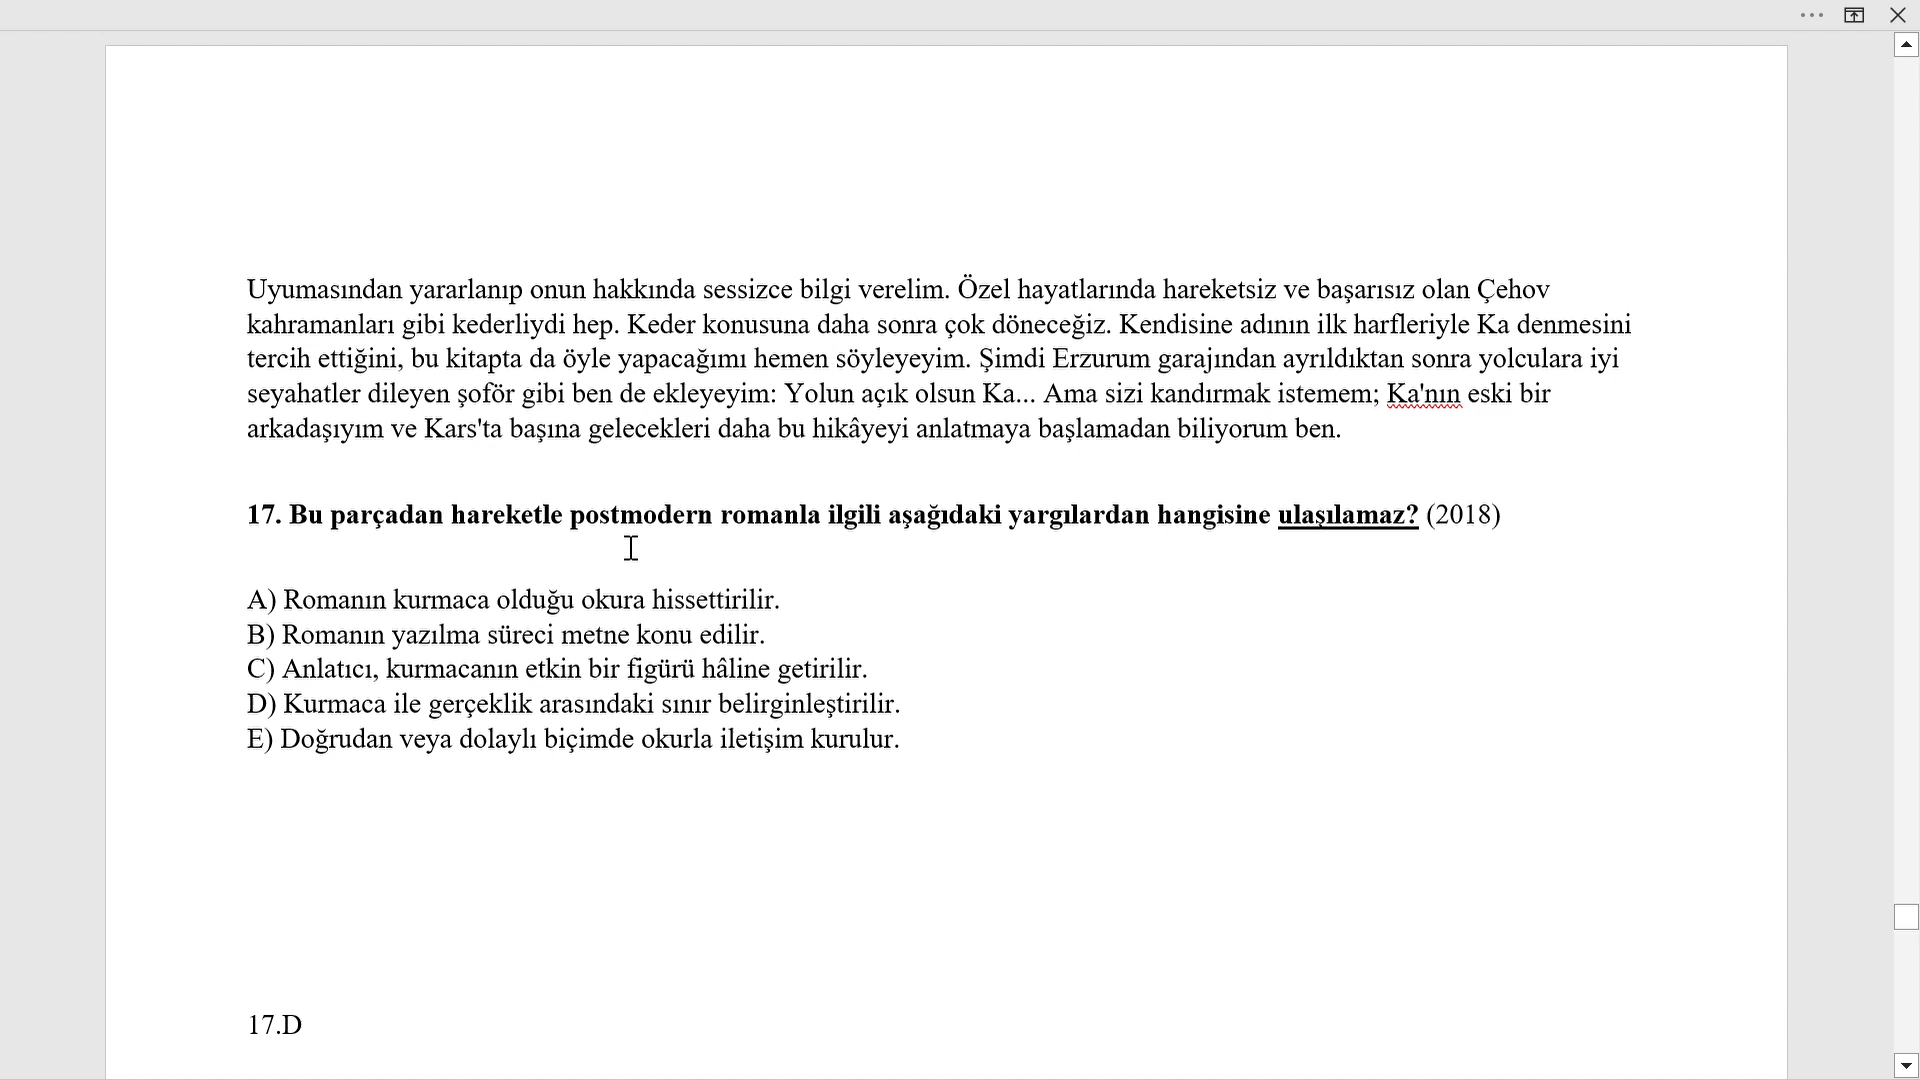 Uyumasından yararlanıp onun hakkında sessizce bilgi verelim. Özel hayatlarında hareketsiz ve başarısız olan Çehov
kahramanları gibi kederliydi hep. Keder konusuna daha sonra çok döneceğiz. Kendisine adının ilk harfleriyle Ka denmesini
tercih ettiğini, bu kitapta da öyle yapacağımı hemen söyleyeyim. Şimdi Erzurum garajından ayrıldıktan sonra yolculara iyi
seyahatler dileyen şoför gibi ben de ekleyeyim: Yolun açık olsun Ka... Ama sizi kandırmak istemem; Ka'nın eski bir
arkadaşıyım ve Kars'ta başına gelecekleri daha bu hikâyeyi anlatmaya başlamadan biliyorum ben.
17. Bu parçadan hareketle postmodern romanla ilgili aşağıdaki yargılardan hangisine ulaşılamaz? (2018)
A) Romanın kurmaca olduğu okura hissettirilir.
B) Romanın yazılma süreci metne konu edilir.
C) Anlatıcı, kurmacanın etkin bir figürü hâline getirilir.
D) Kurmaca ile gerçeklik arasındaki sınır belirginleştirilir.
E) Doğrudan veya dolaylı biçimde okurla iletişim kurulur.
17.D